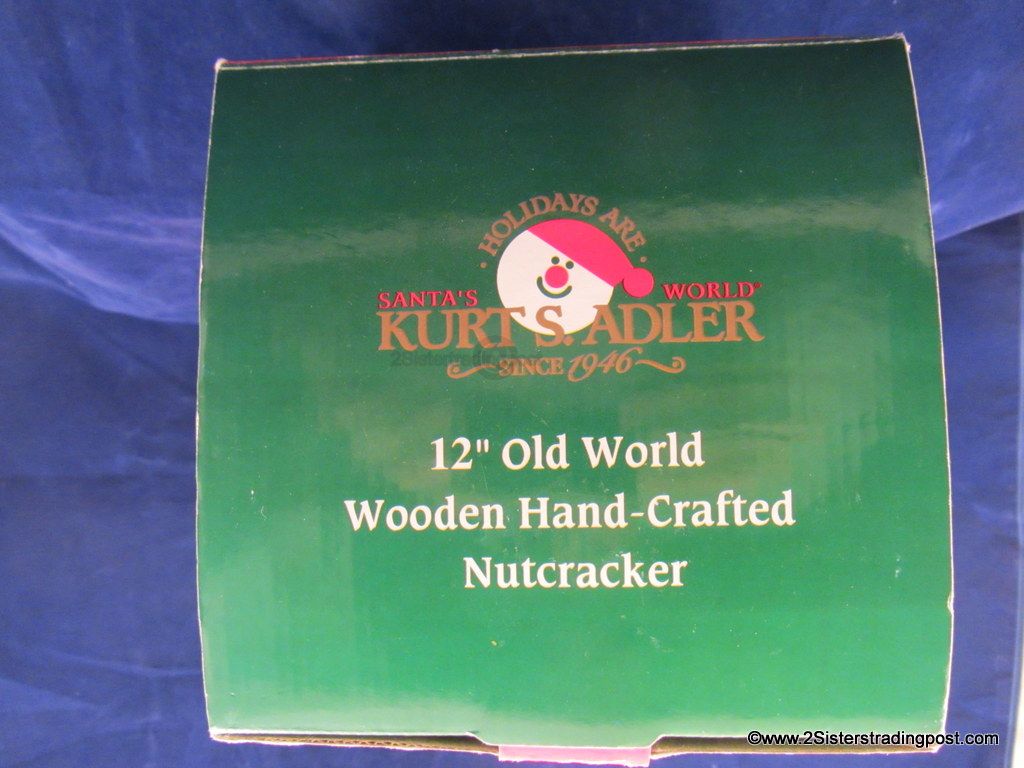 · HOLIDAYS ARE ·
SANTA'S WORLD®
KURT S. ADLER
SINCE 1946
12" Old World
Wooden Hand-Crafted
Nutcracker
©www.2Sisterstradingpost.com